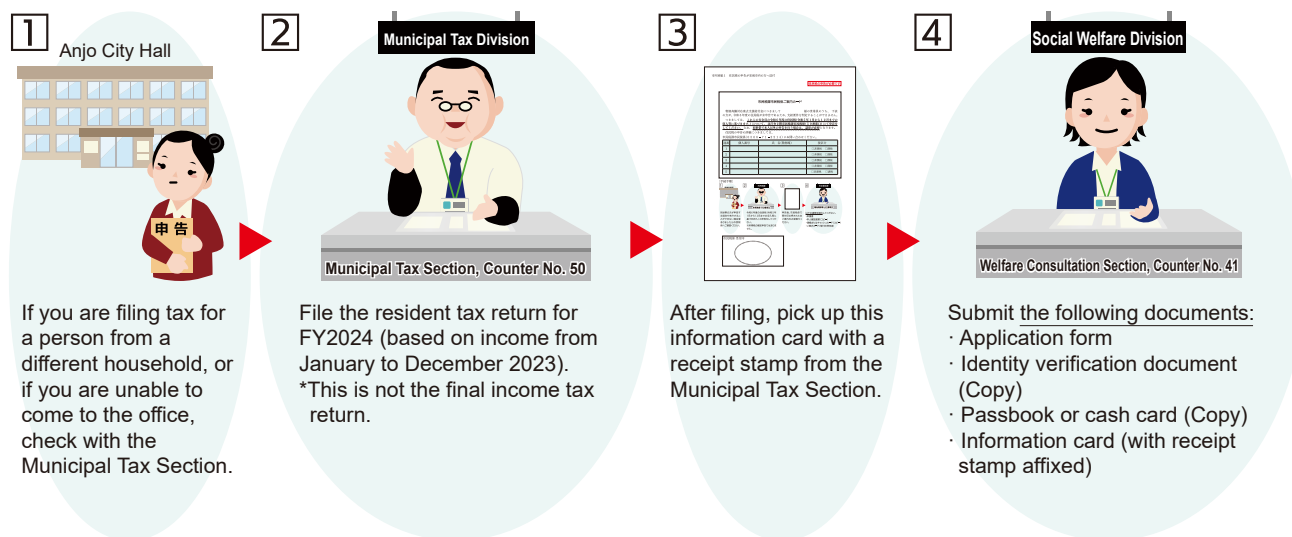 1
Anjo City Hall
申告
If you are filing tax for
a person from a
different household, or
if you are unable to
come to the office,
check with the
Municipal Tax Section.
2
Municipal Tax Division
Municipal Tax Section, Counter No. 50
File the resident tax return for
FY2024 (based on income from
January to December 2023).
*This is not the final income tax
return.
3
After filing, pick up this
information card with a
receipt stamp from the
Municipal Tax Section.
4
Social Welfare Division
Welfare Consultation Section, Counter No. 41
Submit the following documents:
· Application form
· Identity verification document
(Copy)
· Passbook or cash card (Copy)
· Information card (with receipt
stamp affixed)